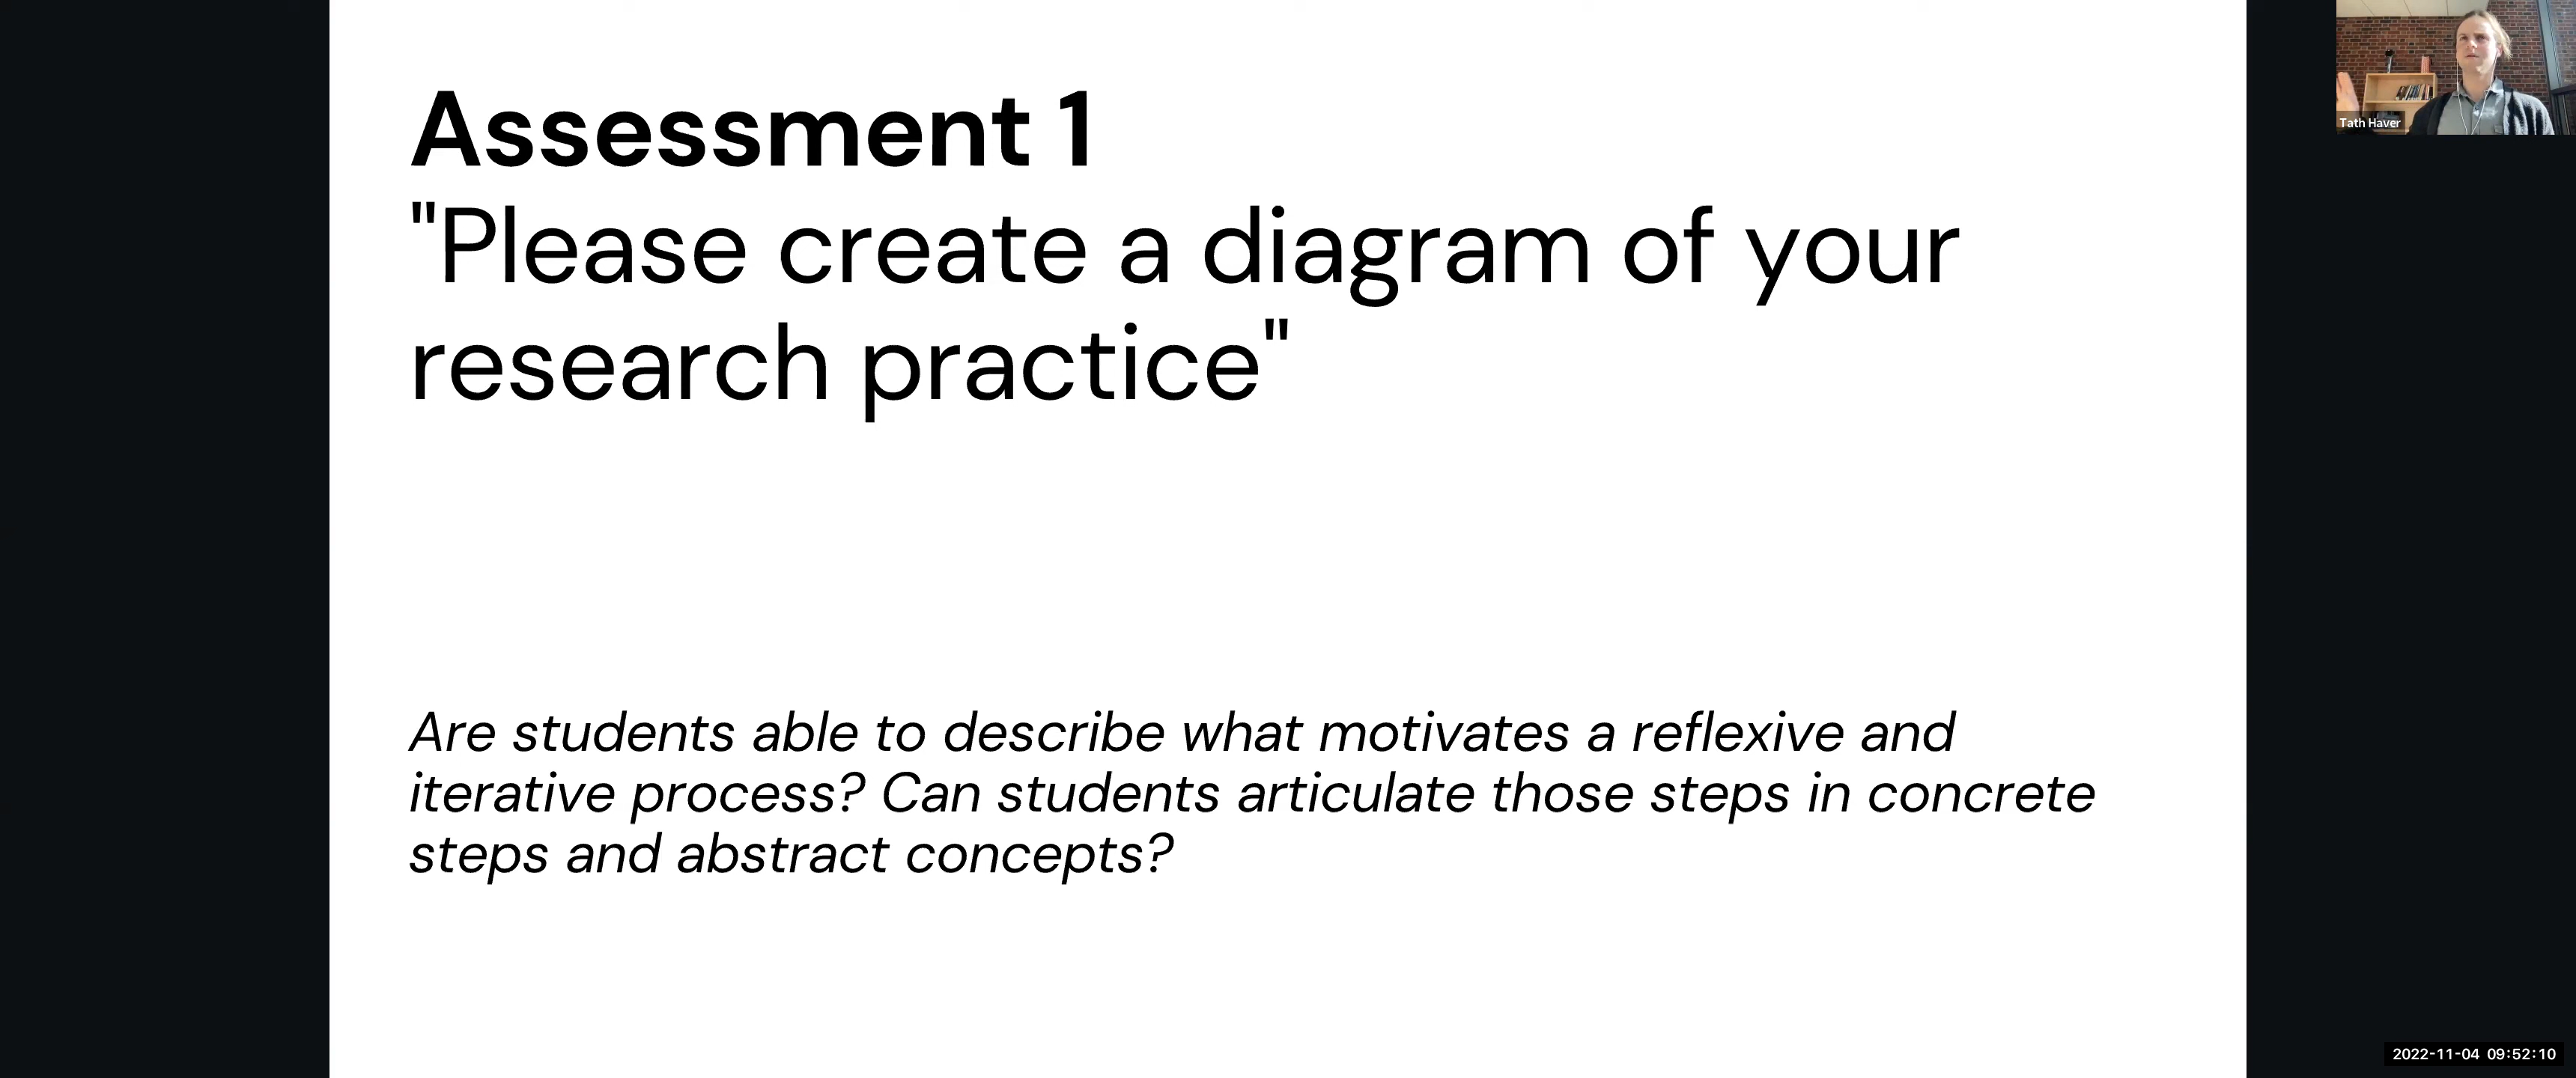 Assessment 1
"Please create a diagram of your
research practice"
Are students able to describe what motivates a reflexive and
iterative process? Can students articulate those steps in concrete
steps and abstract concepts?
Tath Haver
2022-11-04 09:52:10